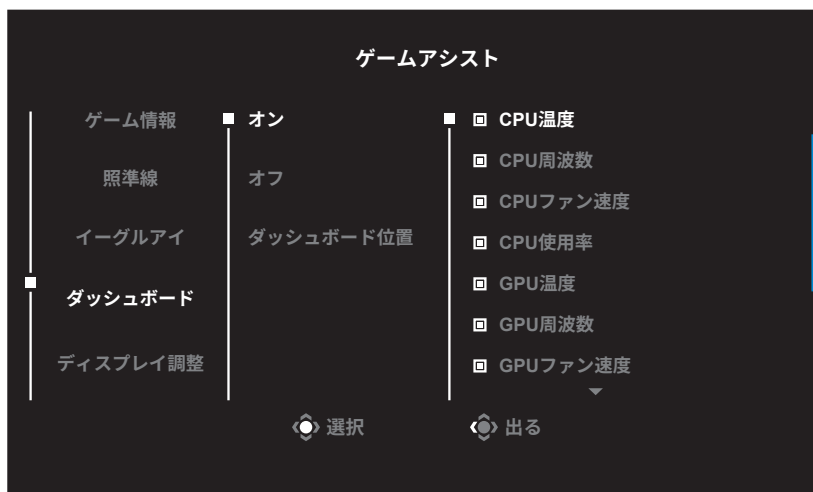 ゲームアシスト
ゲーム情報
照準線
イーグルアイ
ダッシュボード
ディスプレイ調整
オン
オフ
ダッシュボード位置
CPU温度
CPU周波数
CPUファン速度
CPU使用率
GPU温度
GPU周波数
GPUファン速度
選択
出る